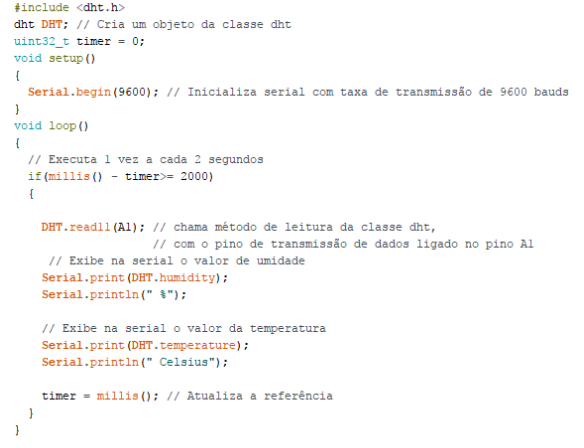 #include <dht.h>
dht DHT; // Cria um objeto da classe dht
uint32_t timer = 0;
void setup()
{
  Serial.begin(9600); // Inicializa serial com taxa de transmissão de 9600 bauds
}
void loop()
{
  // Executa 1 vez a cada 2 segundos
  if(millis() - timer>= 2000)
  {

    DHT.read11(A1); // chama método de leitura da classe dht,
                    // com o pino de transmissão de dados ligado no pino A1
     // Exibe na serial o valor de umidade
    Serial.print(DHT.humidity);
    Serial.println(" %");

    // Exibe na serial o valor da temperatura
    Serial.print(DHT.temperature);
    Serial.println(" Celsius");

    timer = millis(); // Atualiza a referência
  }
}